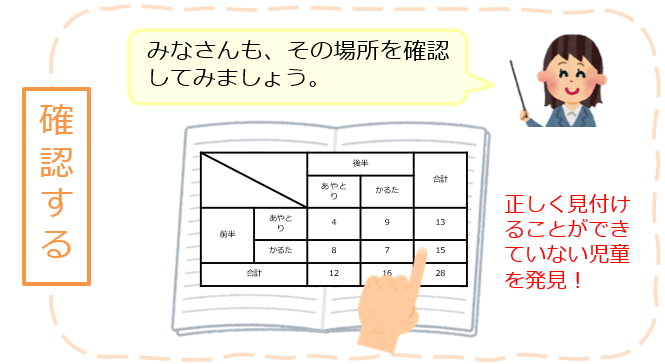 確認する
みなさんも、その場所を確認
してみましょう。
後半
合計
あやと
り
かるた
前半
あやと
り
4 9 13
かるた 8 7 15
合計 12 16 28
正しく見付け
ることができ
ていない児童
を発見！